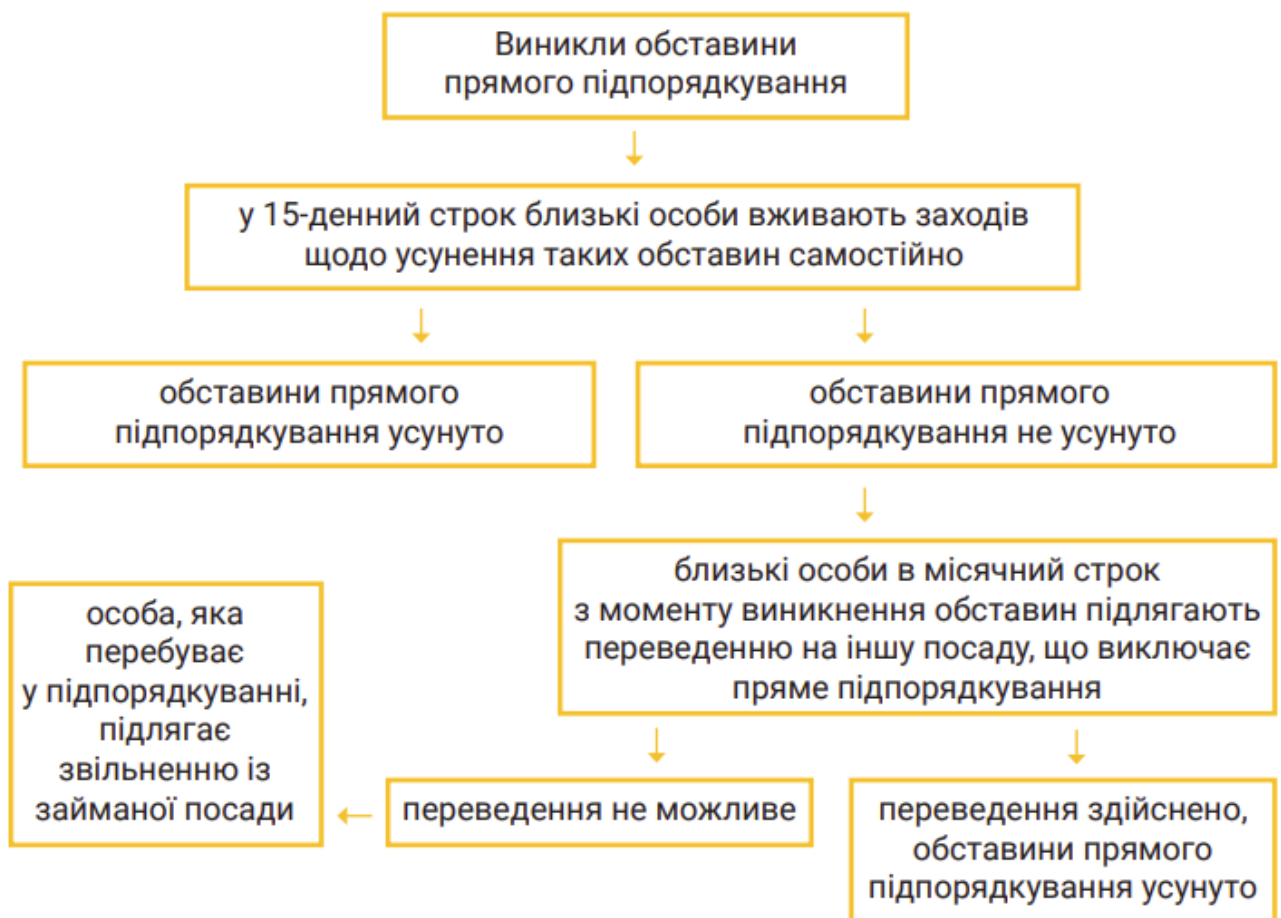 Виникли обставини
прямого підпорядкування
у 15-денний строк близькі особи вживають заходів
щодо усунення таких обставин самостійно
обставини прямого
підпорядкування усунуто
обставини прямого
підпорядкування не усунуто
близькі особи в місячний строк
з моменту виникнення обставин підлягають
переведенню на іншу посаду, що виключає
пряме підпорядкування
особа, яка
перебуває
у підпорядкуванні,
підлягає
звільненню із
займаної посади
переведення не можливе
переведення здійснено,
обставини прямого
підпорядкування усунуто